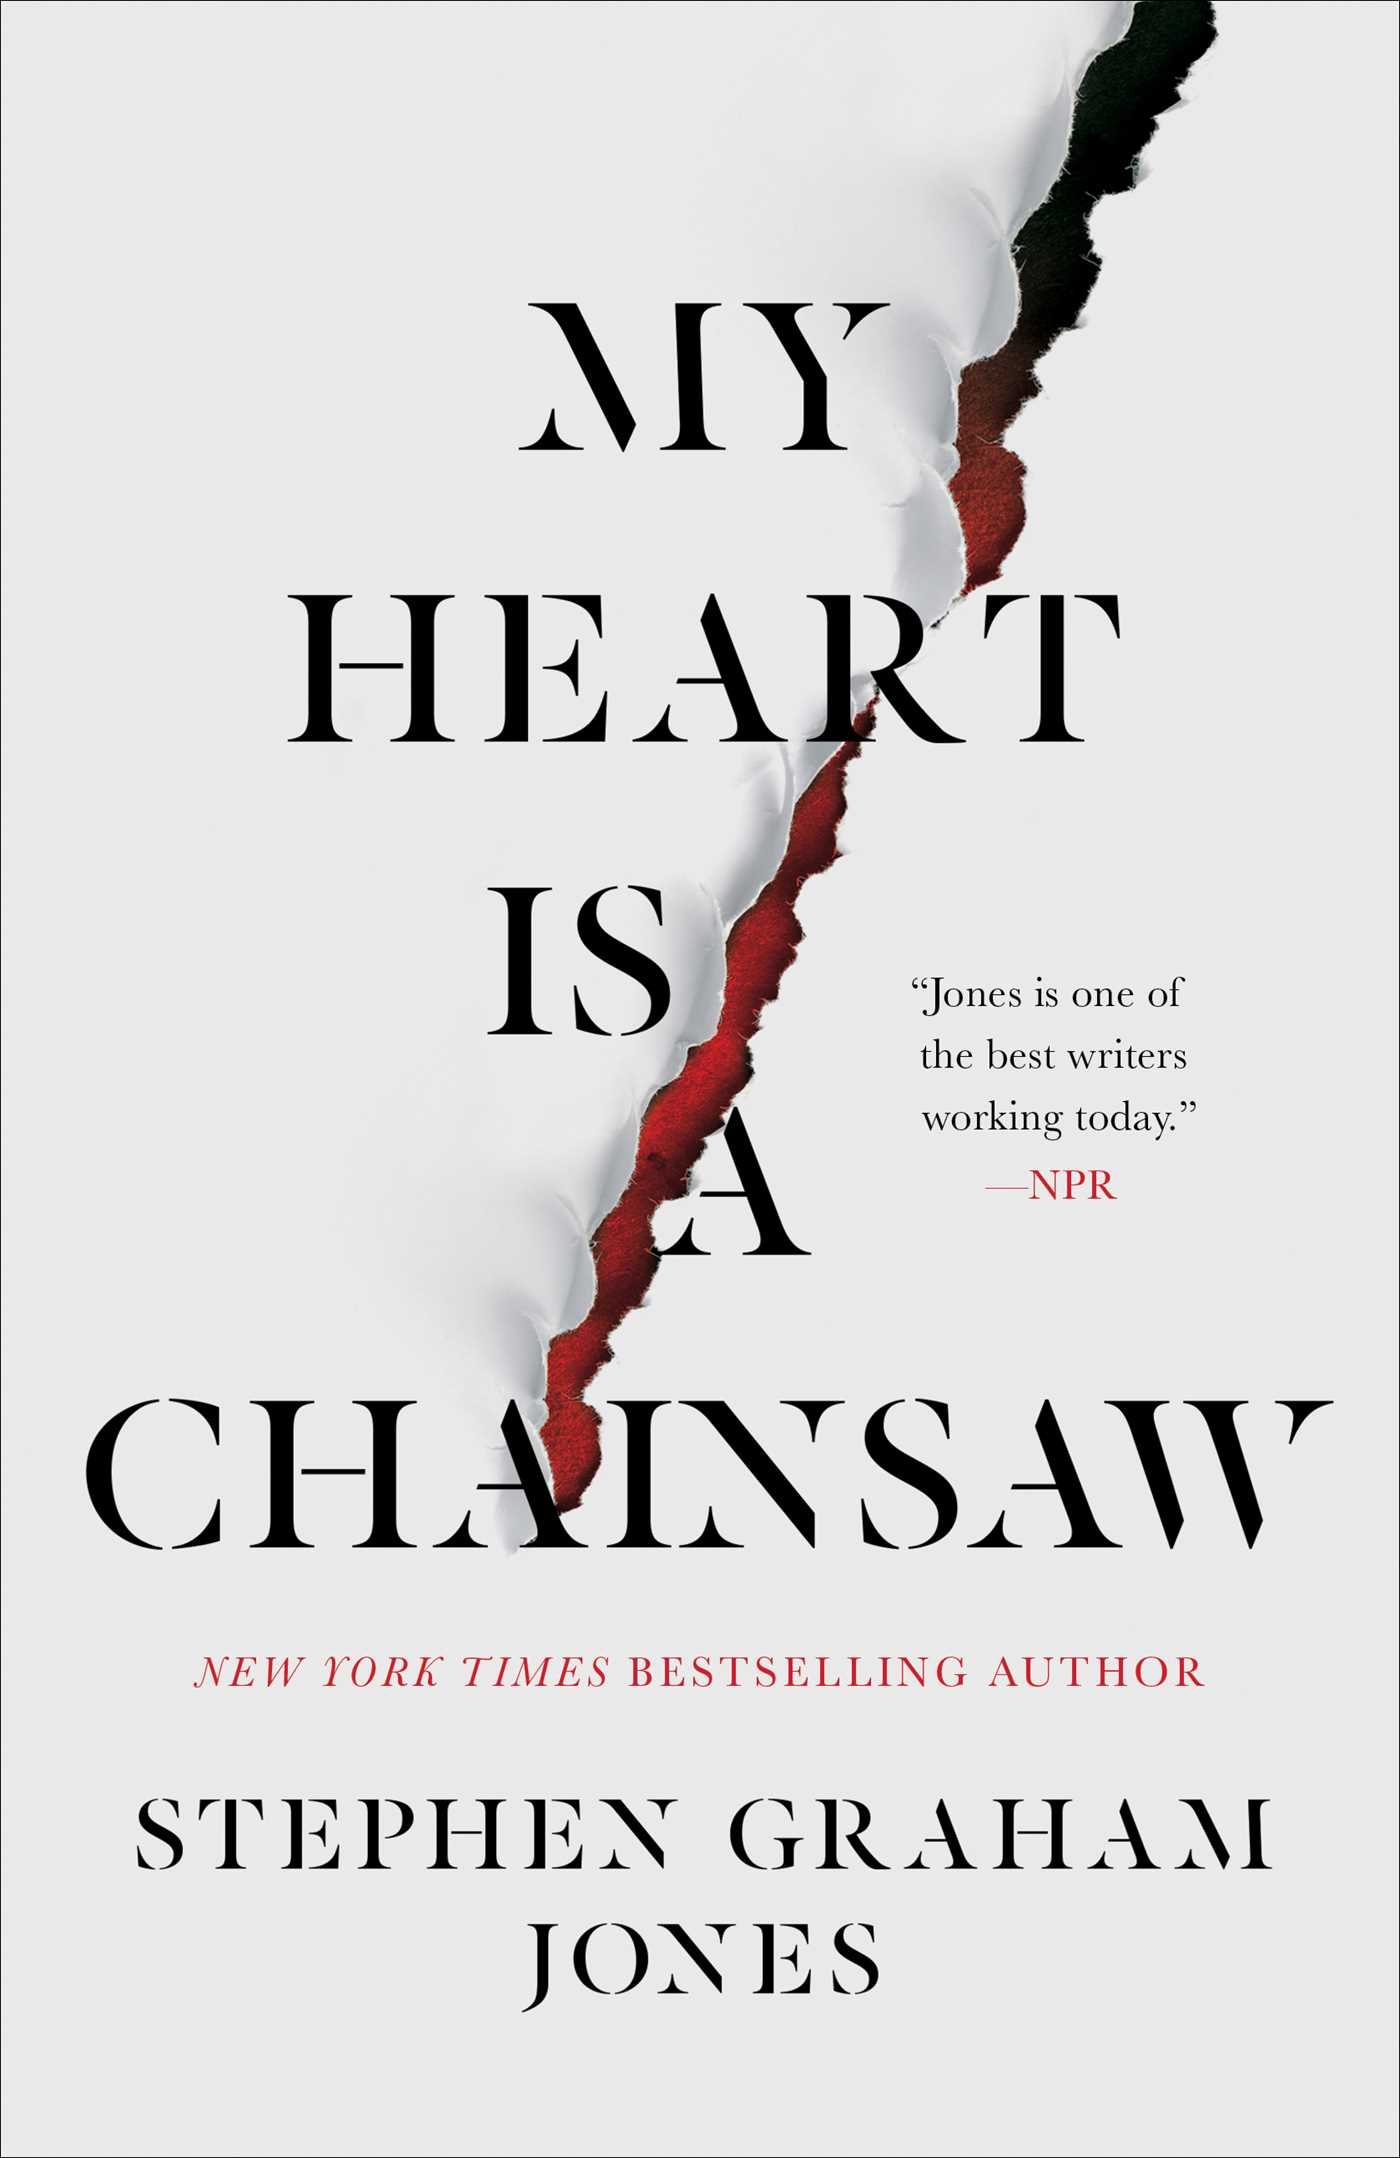 MY
HEART
IS
A
CHAINSAW
“Jones is one of
the best writers
working today.”
—NPR
NEW YORK TIMES BESTSELLING AUTHOR
STEPHEN GRAHAM
JONES